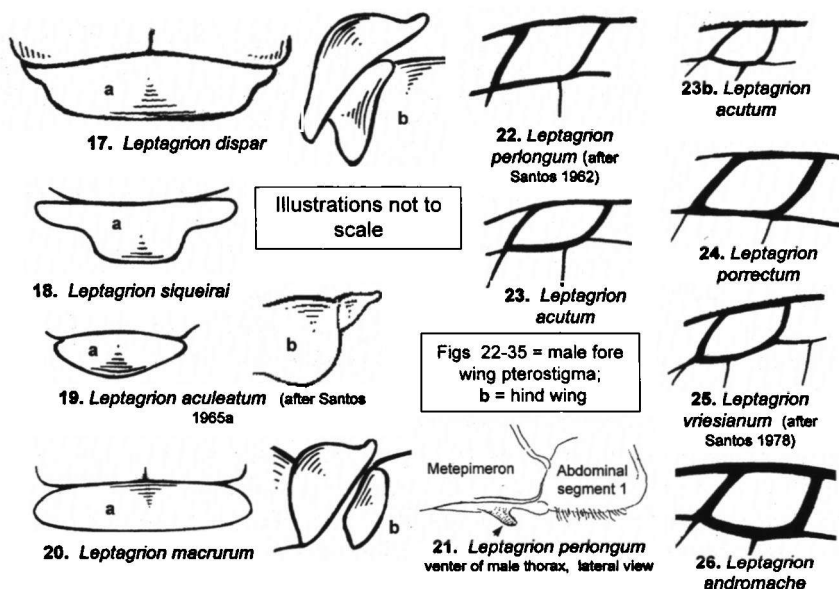 a
b
17. Leptagrion dispar
a
18. Leptagrion siqueirai
a
b
19. Leptagrion aculeatum (after Santos
1965a
a
b
20. Leptagrion macrurum
Illustrations not to
scale
22. Leptagrion
perlongum (after
Santos 1962)
23. Leptagrion
acutum
Figs 22-35 = male fore
wing pterostigma;
b = hind wing
Metepimeron
Abdominal
segment 1
21. Leptagrion perlongum
venter of male thorax, lateral view
23b. Leptagrion
acutum
24. Leptagrion
porrectum
25. Leptagrion
vriesianum (after
Santos 1978)
26. Leptagrion
andromache